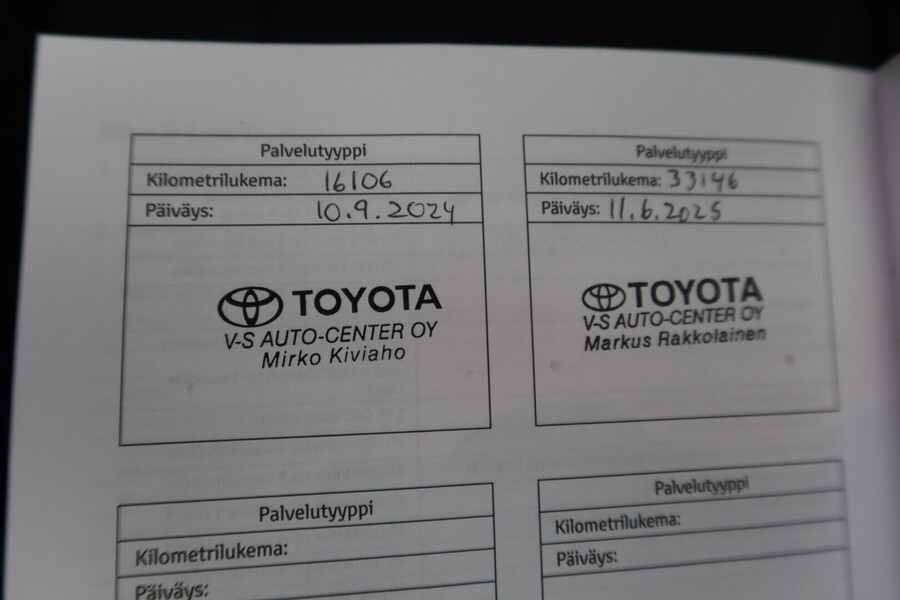 Palvelutyyppi
Kilometrilukema: 16106
Päiväys: 10.9.2024
TOYOTA
V-S AUTO-CENTER OY
Mirko Kiviaho
Palvelutyyppi
Kilometrilukema: 33146
Päiväys: 11.6.2025
TOYOTA
V-S AUTO-CENTER OY
Markus Rakkolainen
Palvelutyyppi
Kilometrilukema:
Päiväys:
Palvelutyyppi
Kilometrilukema:
Päiväys: